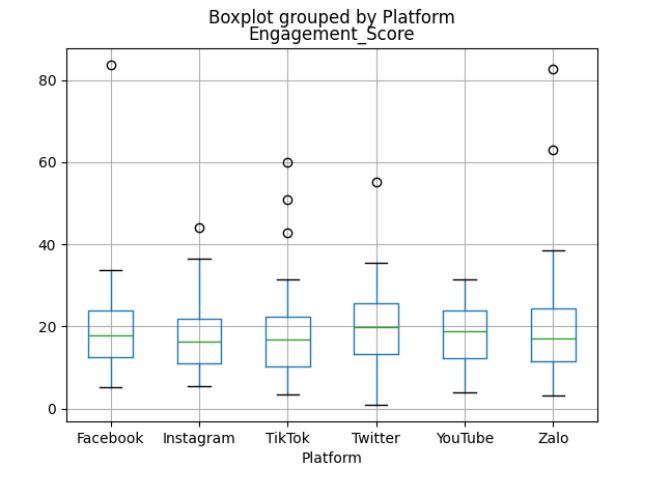 Boxplot grouped by Platform
Engagement_Score
80
60
40
20
0
Facebook Instagram TikTok Twitter YouTube Zalo
Platform